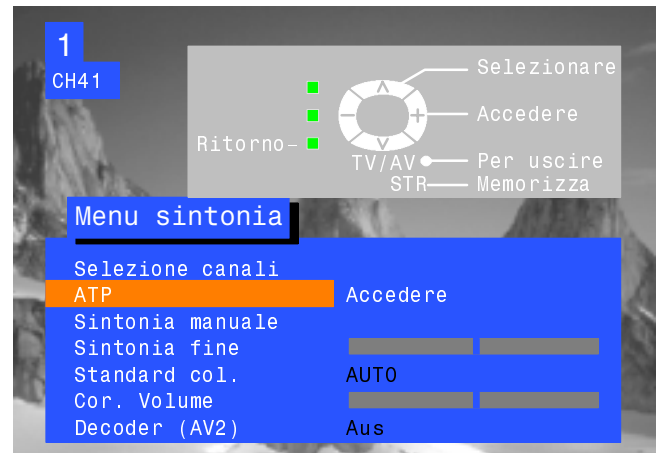 1
CH41
Selezionare
Accedere
Ritorno
TV/AV Per uscire
STR Memorizza
Menu sintonia
Selezione canali
ATP Accedere
Sintonia manuale
Sintonia fine
Standard col. AUTO
Cor. Volume
Decoder (AV2) Aus